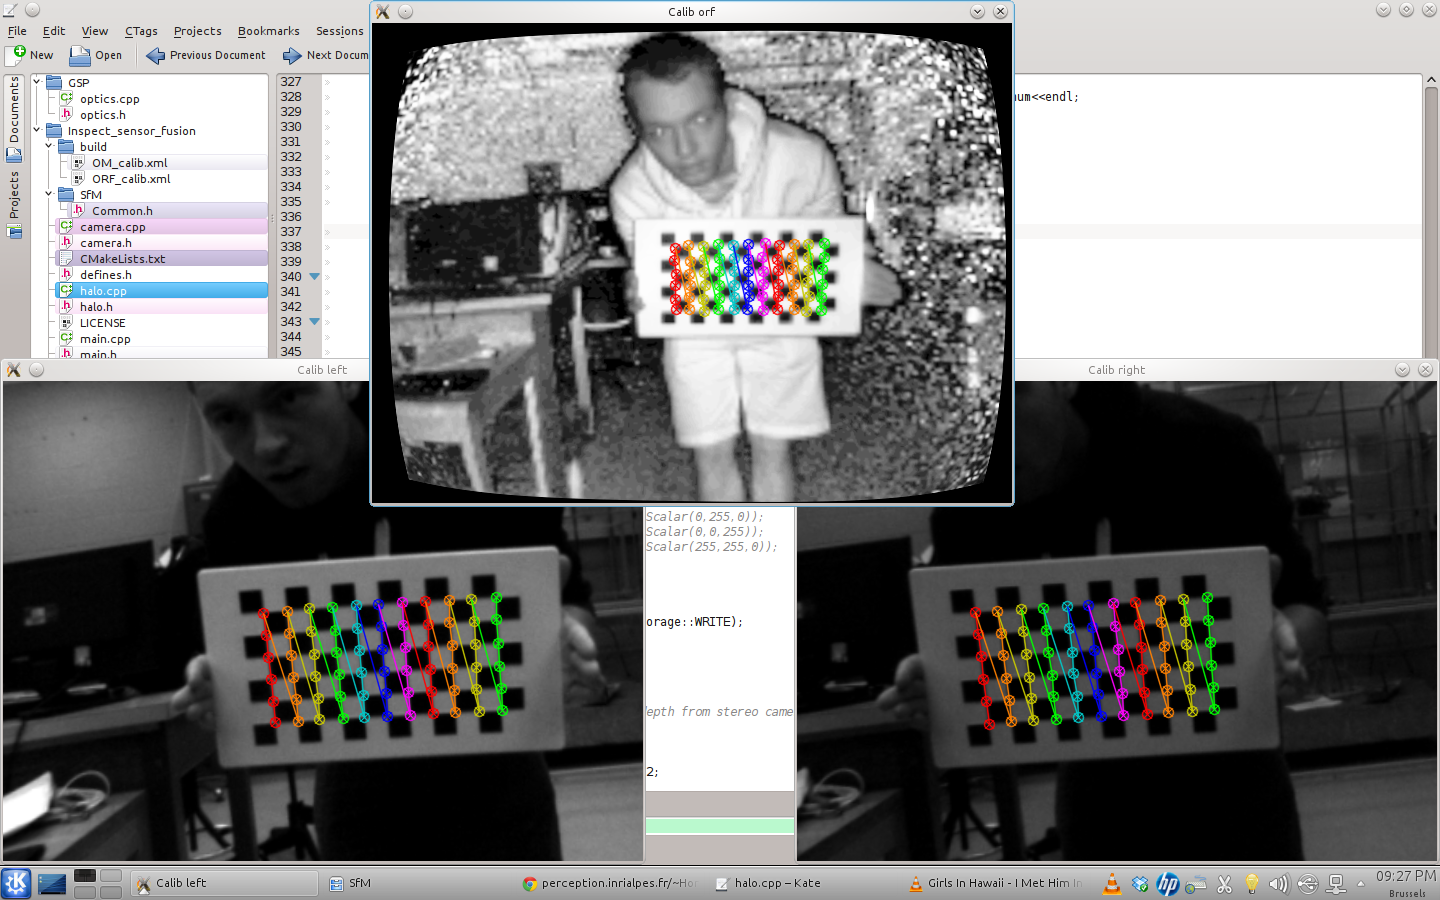 Calib orf
File Edit View CTags Projects Bookmarks Sessions
New Open Previous Document Next Docum
Documents
Projects
GSP
optics.cpp
optics.h
Inspect_sensor_fusion
build
OM_calib.xml
ORF_calib.xml
SfM
Common.h
camera.cpp
camera.h
CMakeLists.txt
defines.h
halo.cpp
halo.h
LICENSE
main.cpp
main.h
327
328
329
330
331
332
333
334
335
336
337
338
339
340
341
342
343
344
345
um<<endl;
Calib left
Calib right
Scalar(0,255,0));
Scalar(0,0,255));
Scalar(255,255,0));
orage::WRITE);
depth from stereo came
2;
Calib left
SfM
perception.inrialpes.fr/~Ho
halo.cpp – Kate
Girls In Hawaii - I Met Him In
hp
09:27 PM
Brussels